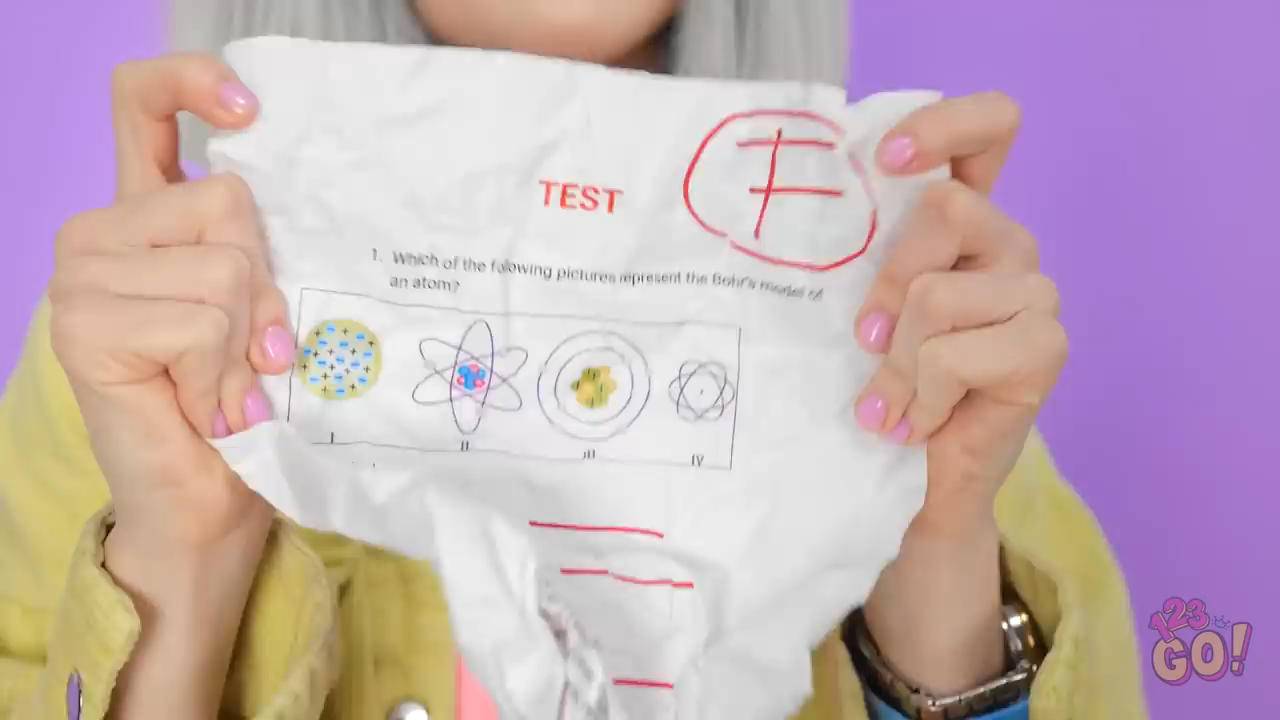 F
TEST
1. Which of the folowing pictures represent the Bohr's model of
an atom?
I II III IV
123
GO!